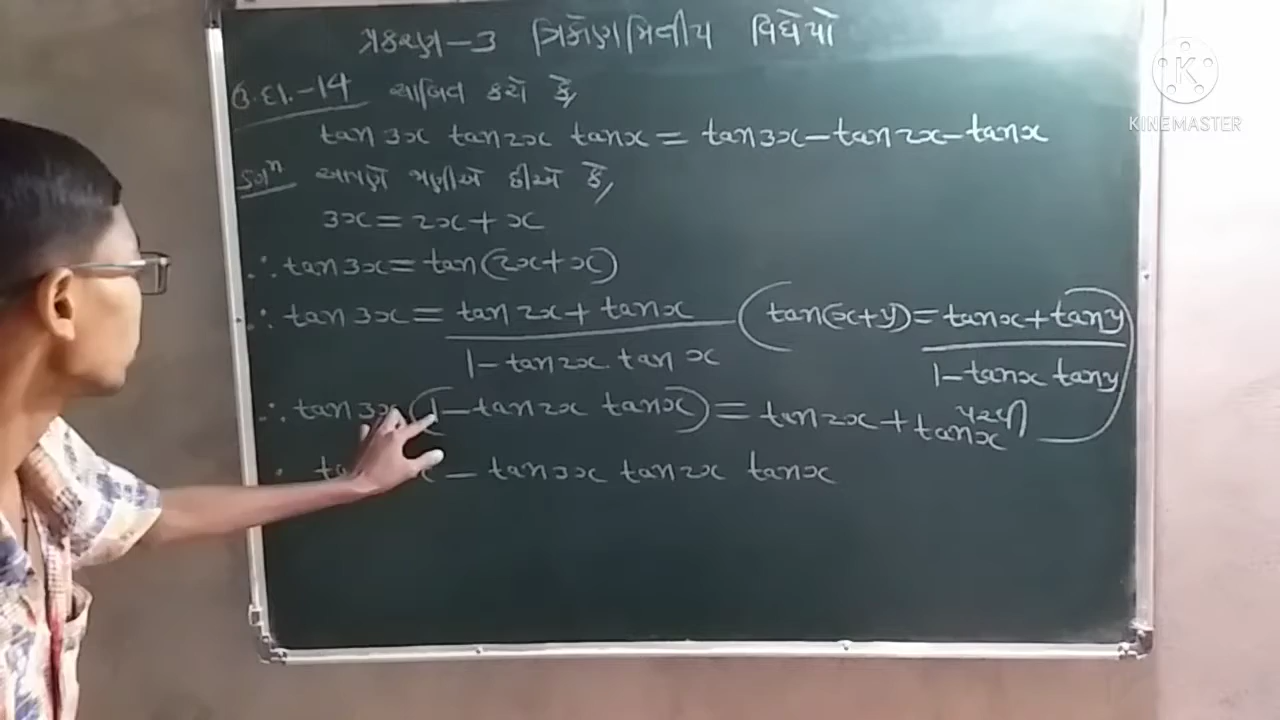 પ્રકરણ-3 ત્રિકોણમિતીય વિધેયો
ઉ.દા.-14 સાબિત કરો કે,
tan 3x tan 2x tan x = tan 3x - tan 2x - tan x
Solⁿ આપણે જાણીએ છીએ કે,
3x = 2x + x
∴ tan 3x = tan (2x + x)
∴ tan 3x = (tan 2x + tan x) / (1 - tan 2x . tan x) (tan(x+y) = (tan x + tan y) / (1 - tan x tan y) પરથી)
∴ tan 3x (1 - tan 2x tan x) = tan 2x + tan x
- tan 3x tan 2x tan x
K
KINEMASTER